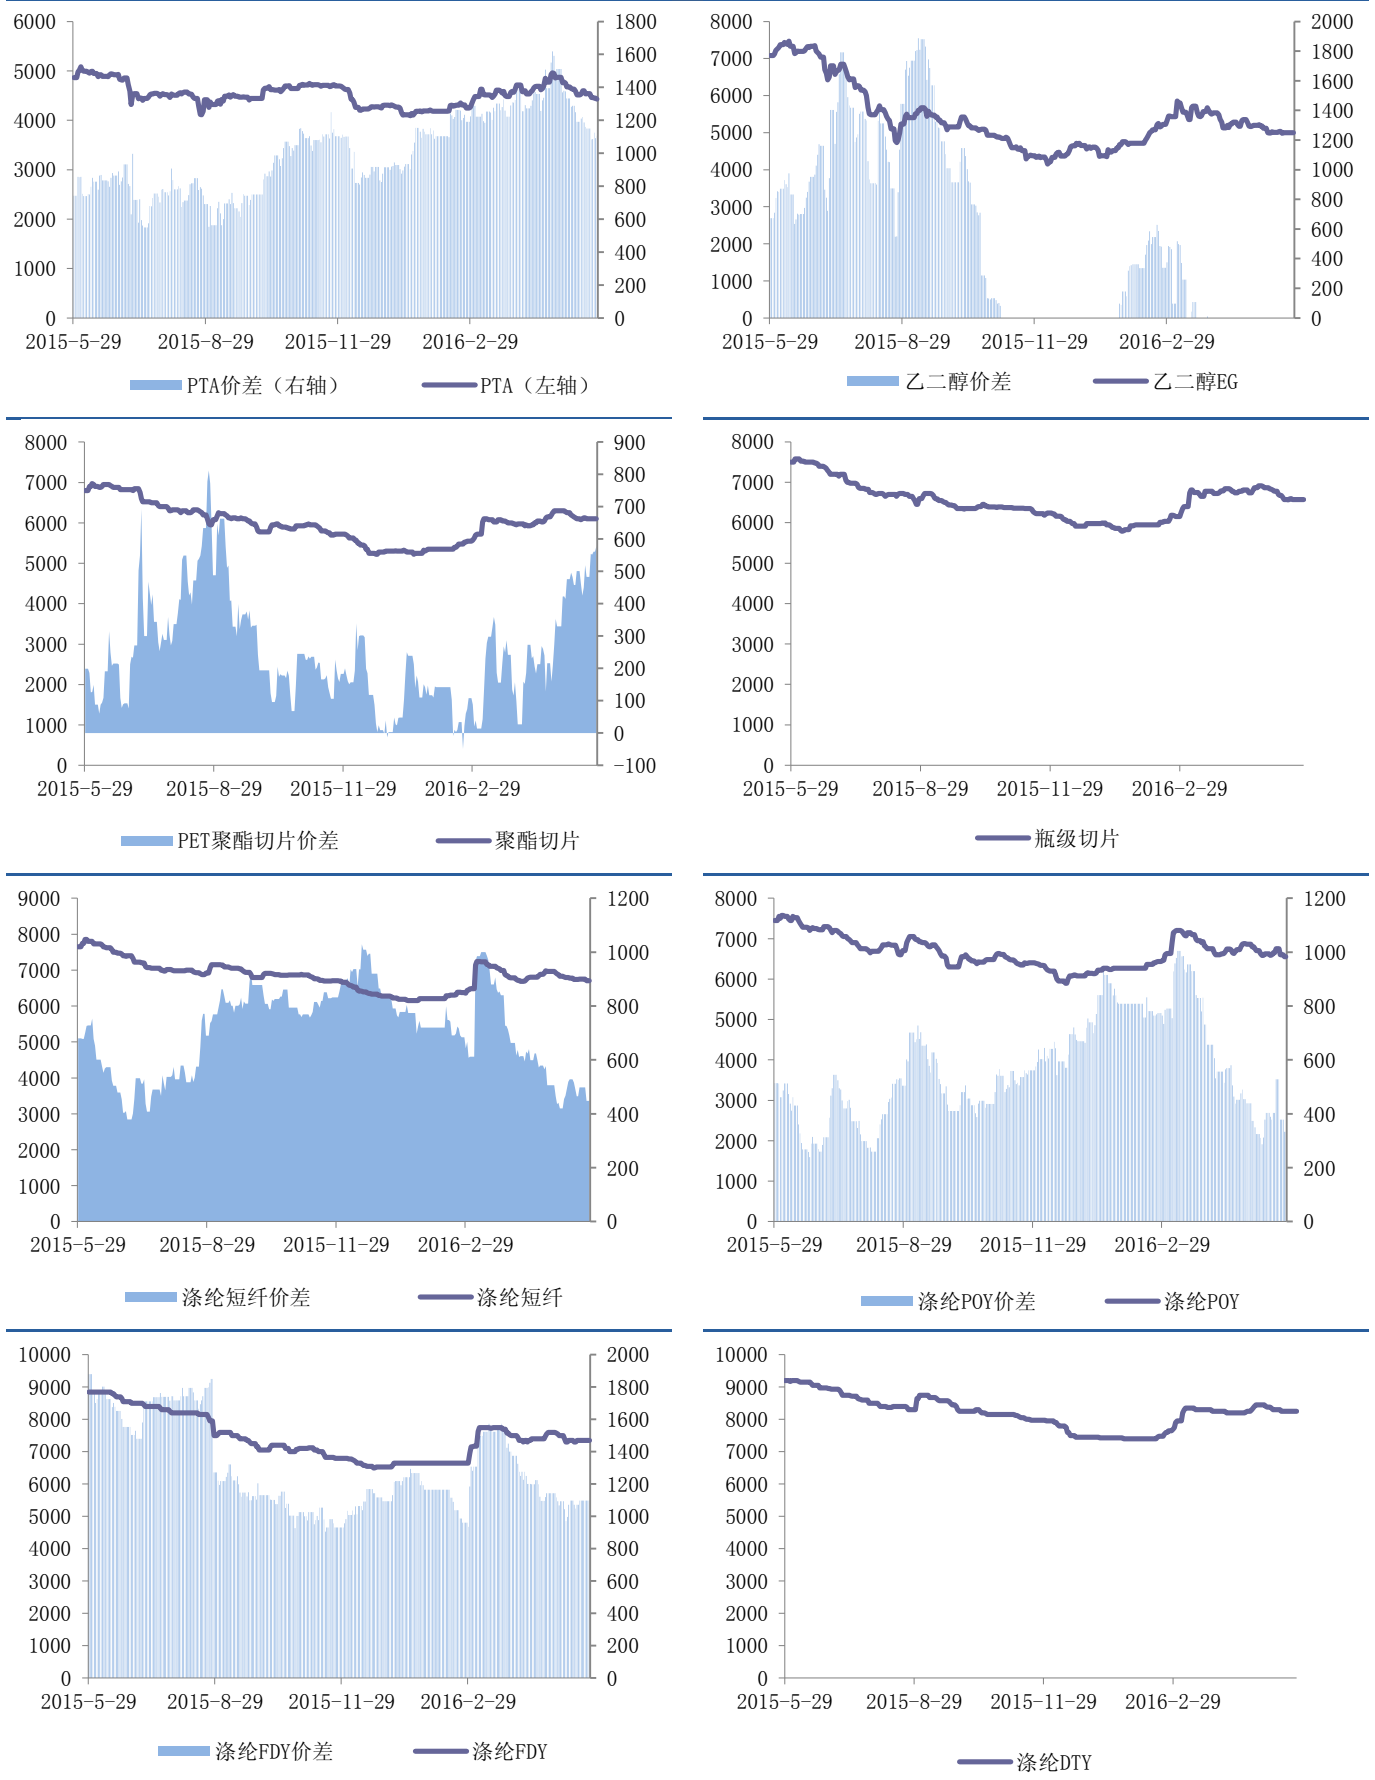 6000 1800 8000 2000
5000 1600 7000 1800
4000 1400 6000 1600
3000 1200 5000 1400
2000 1000 4000 1200
1000 800 3000 1000
0 600 2000 800
400 1000 600
200 0 400
0 200
0
2015-5-29 2015-8-29 2015-11-29 2016-2-29 2015-5-29 2015-8-29 2015-11-29 2016-2-29
PTA价差（右轴） PTA（左轴） 乙二醇价差 乙二醇EG
8000 900 8000
7000 800 7000
6000 700 6000
5000 600 5000
4000 500 4000
3000 400 3000
2000 300 2000
1000 200 1000
0 100 0
0
-100
2015-5-29 2015-8-29 2015-11-29 2016-2-29 2015-5-29 2015-8-29 2015-11-29 2016-2-29
PET聚酯切片价差 聚酯切片 瓶级切片
9000 1200 8000 1200
8000 1000 7000 1000
7000 800 6000 800
6000 600 5000 600
5000 400 4000 400
4000 200 3000 200
3000 0 2000 0
2000 1000
1000 0
0
2015-5-29 2015-8-29 2015-11-29 2016-2-29 2015-5-29 2015-8-29 2015-11-29 2016-2-29
涤纶短纤价差 涤纶短纤 涤纶POY价差 涤纶POY
10000 2000 10000
9000 1800 9000
8000 1600 8000
7000 1400 7000
6000 1200 6000
5000 1000 5000
4000 800 4000
3000 600 3000
2000 400 2000
1000 200 1000
0 0 0
2015-5-29 2015-8-29 2015-11-29 2016-2-29 2015-5-29 2015-8-29 2015-11-29 2016-2-29
涤纶FDY价差 涤纶FDY 涤纶DTY